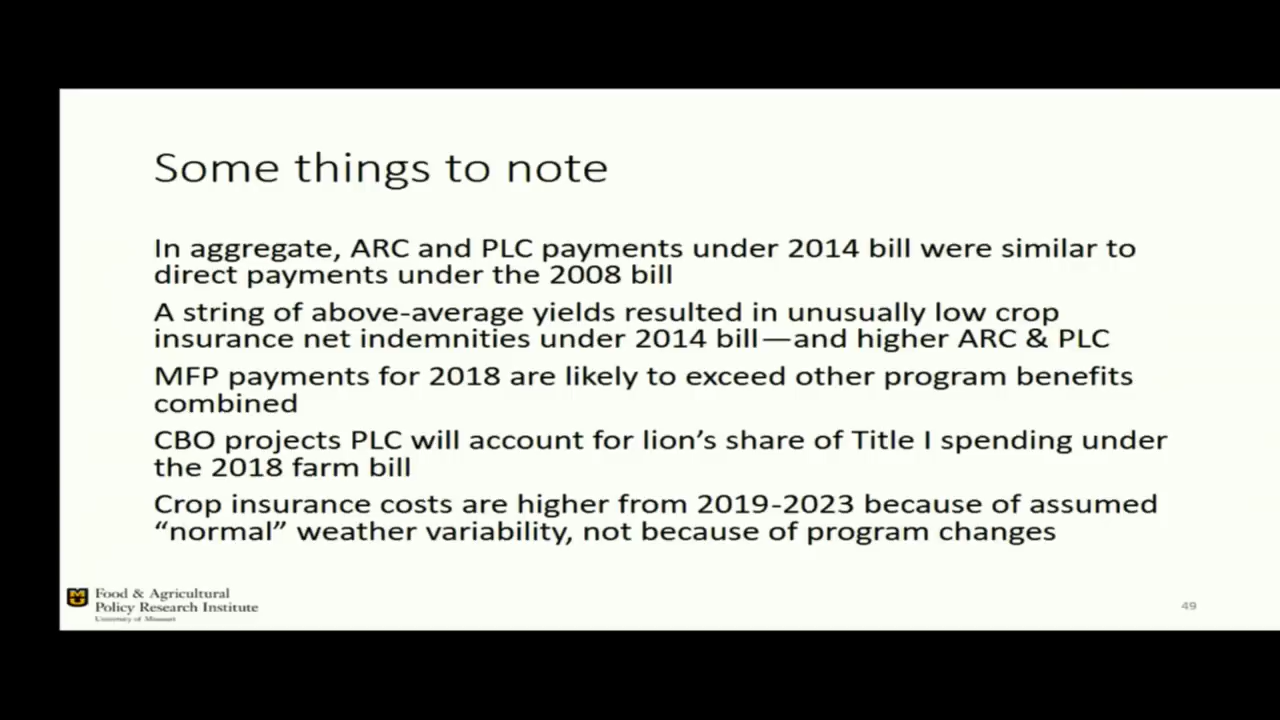 Some things to note
In aggregate, ARC and PLC payments under 2014 bill were similar to
direct payments under the 2008 bill
A string of above-average yields resulted in unusually low crop
insurance net indemnities under 2014 bill—and higher ARC & PLC
MFP payments for 2018 are likely to exceed other program benefits
combined
CBO projects PLC will account for lion’s share of Title I spending under
the 2018 farm bill
Crop insurance costs are higher from 2019-2023 because of assumed
“normal” weather variability, not because of program changes
Food & Agricultural
Policy Research Institute
University of Missouri
49